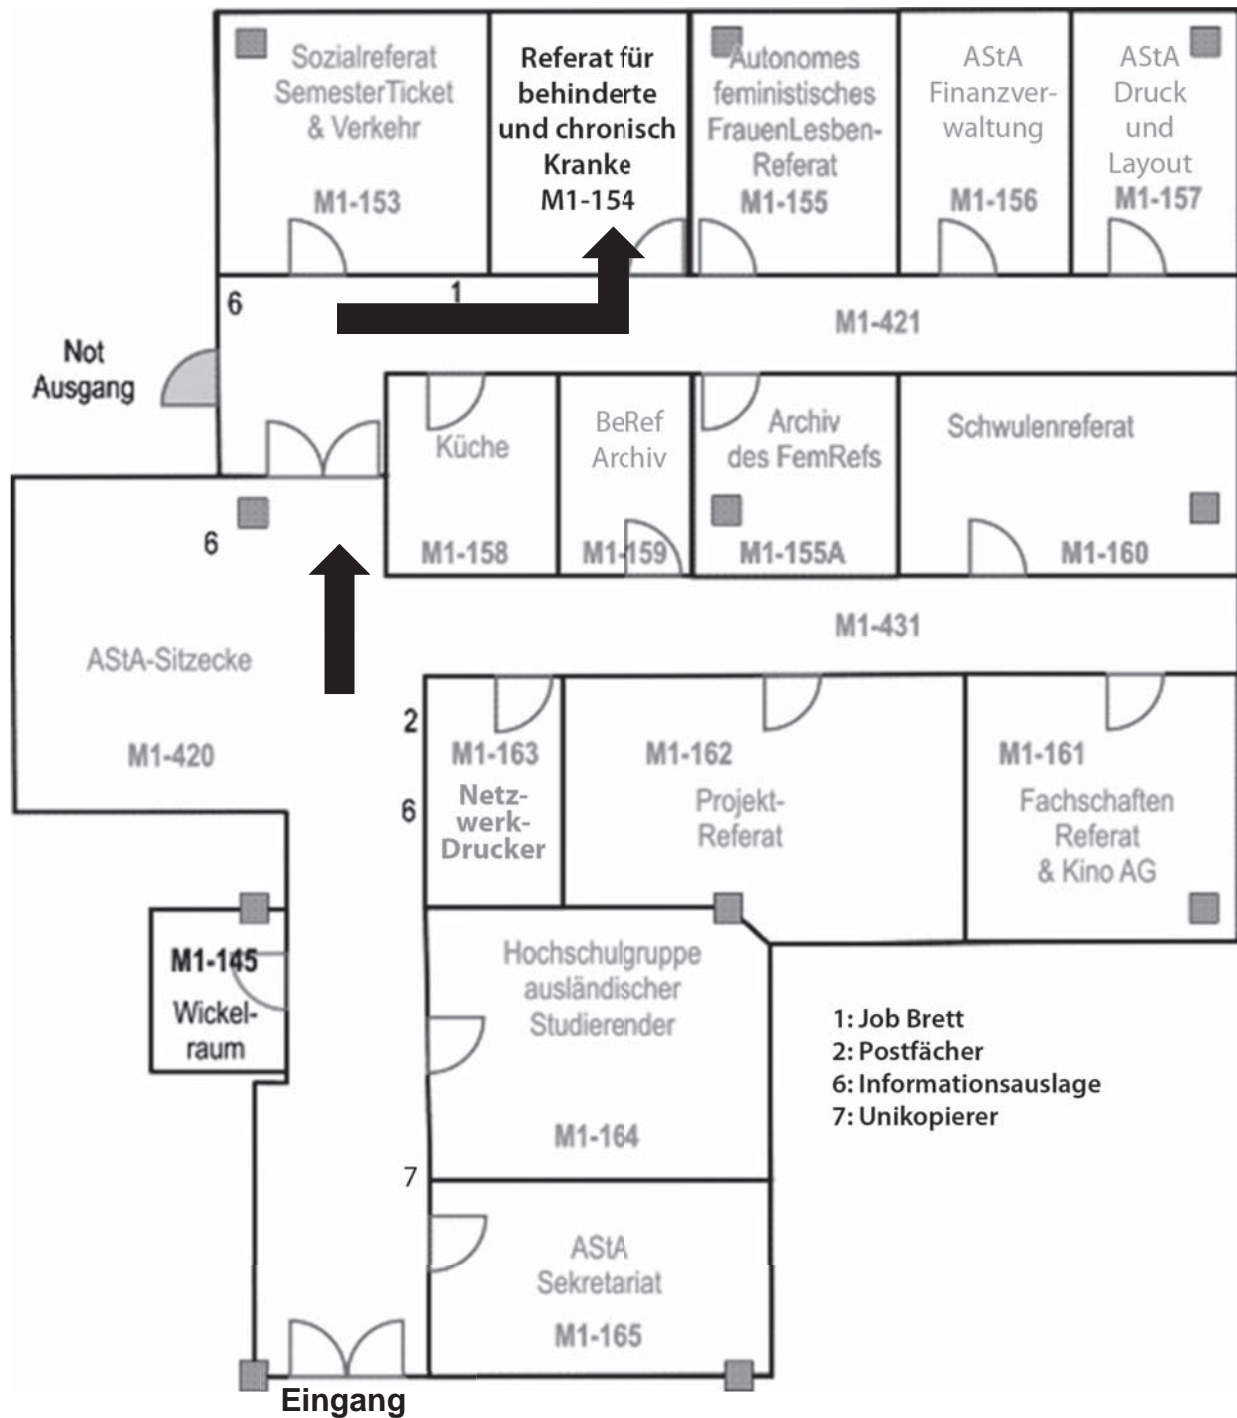 Sozialreferat
SemesterTicket
& Verkehr
M1-153
Referat für
behinderte
und chronisch
Kranke
M1-154
Autonomes
feministisches
FrauenLesben-
Referat
M1-155
AStA
Finanzver-
waltung
M1-156
AStA
Druck
und
Layout
M1-157
6
1
M1-421
Not
Ausgang
Küche
M1-158
BeRef
Archiv
M1-159
Archiv
des FemRefs
M1-155A
Schwulenreferat
M1-160
6
M1-431
AStA-Sitzecke
M1-420
2
6
M1-163
Netz-
werk-
Drucker
M1-162
Projekt-
Referat
M1-161
Fachschaften
Referat
& Kino AG
M1-145
Wickel-
raum
Hochschulgruppe
ausländischer
Studierender
M1-164
1: Job Brett
2: Postfächer
6: Informationsauslage
7: Unikopierer
7
AStA
Sekretariat
M1-165
Eingang